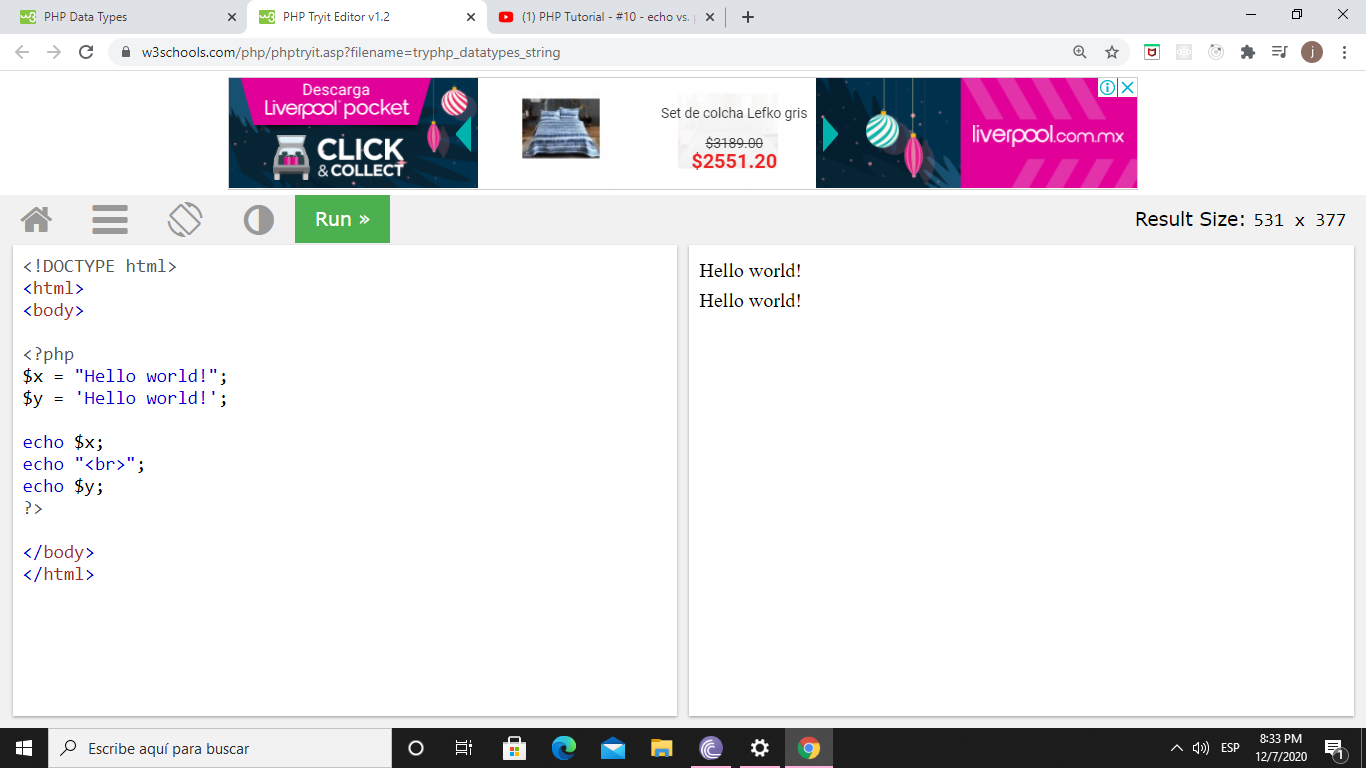 PHP Data Types
PHP Tryit Editor v1.2
(1) PHP Tutorial - #10 - echo vs.
w3schools.com/php/phptryit.asp?filename=tryphp_datatypes_string
j
Descarga
Liverpool pocket
CLICK
& COLLECT
Set de colcha Lefko gris
$3189.00
$2551.20
liverpool.com.mx
Run »
Result Size: 531 x 377
<!DOCTYPE html>
<html>
<body>
<?php
$x = "Hello world!";
$y = 'Hello world!';
echo $x;
echo "<br>";
echo $y;
?>
</body>
</html>
Hello world!
Hello world!
Escribe aquí para buscar
ESP
8:33 PM
12/7/2020
1